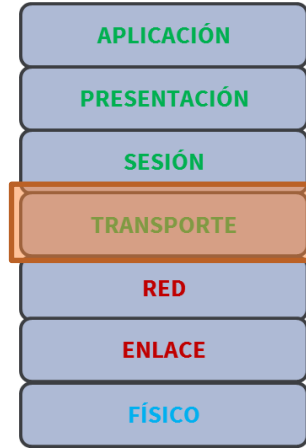 APLICACIÓN
PRESENTACIÓN
SESIÓN
TRANSPORTE
RED
ENLACE
FÍSICO